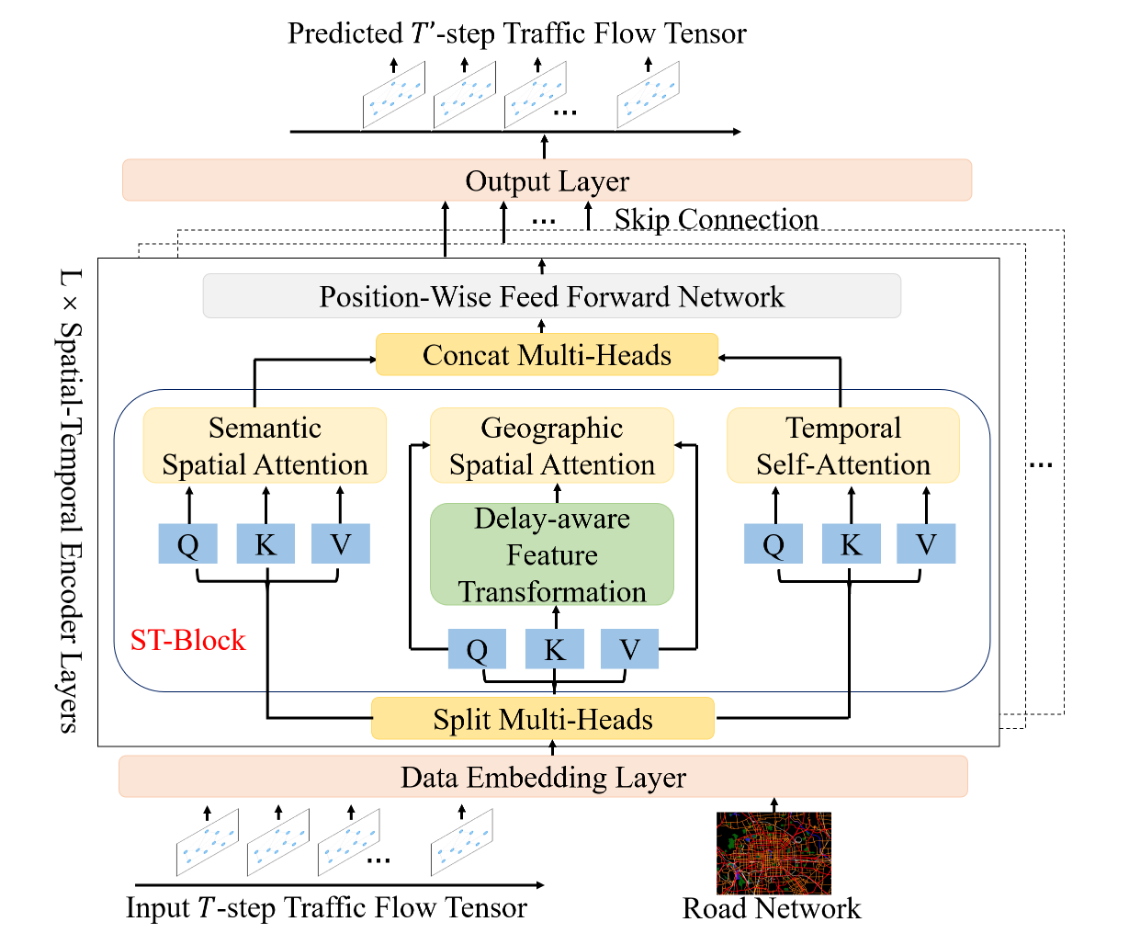 Predicted T′-step Traffic Flow Tensor
...
Output Layer
...
Skip Connection
L × Spatial-Temporal Encoder Layers
Position-Wise Feed Forward Network
Concat Multi-Heads
Semantic
Spatial Attention
Geographic
Spatial Attention
Temporal
Self-Attention
...
Q K V
Delay-aware
Feature
Transformation
Q K V
Q K V
ST-Block
Split Multi-Heads
Data Embedding Layer
...
Input T-step Traffic Flow Tensor
Road Network